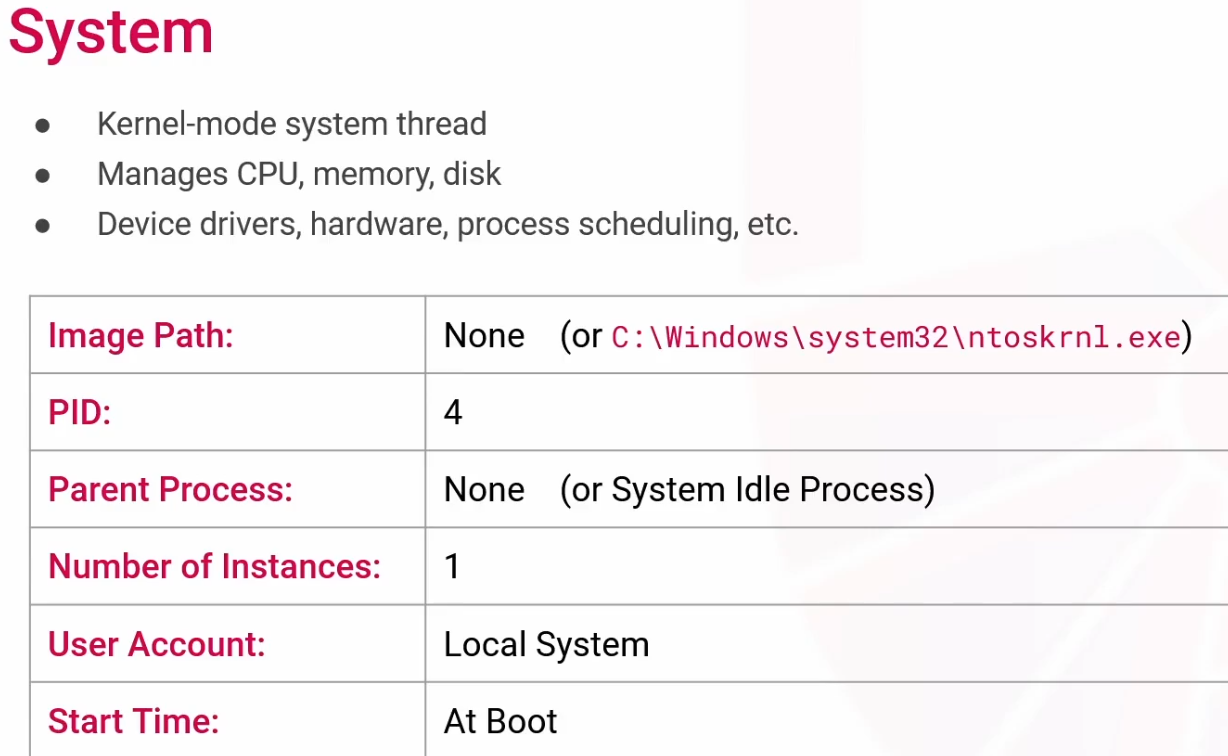 System
● Kernel-mode system thread
● Manages CPU, memory, disk
● Device drivers, hardware, process scheduling, etc.
Image Path: None (or C:\Windows\system32\ntoskrnl.exe)
PID: 4
Parent Process: None (or System Idle Process)
Number of Instances: 1
User Account: Local System
Start Time: At Boot